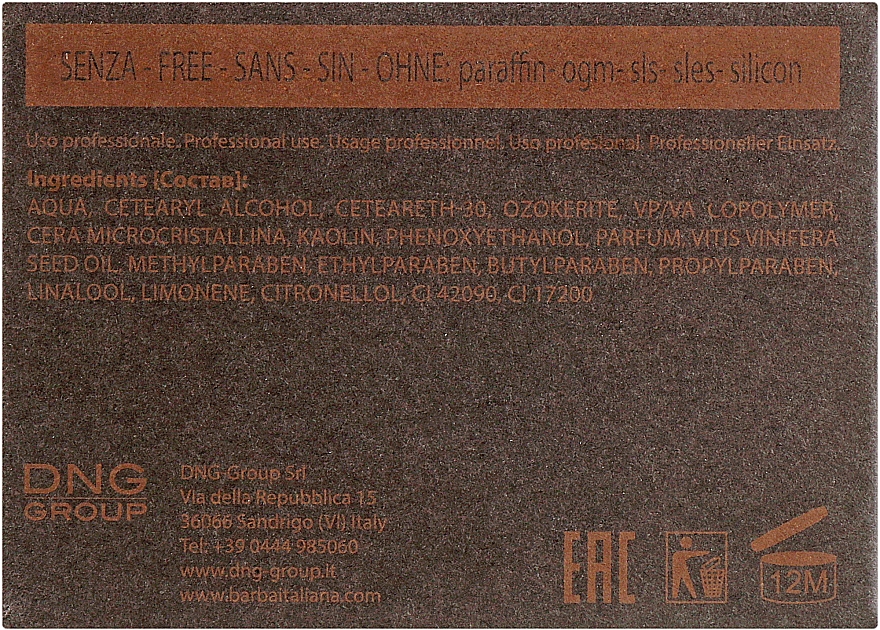 SENZA - FREE - SANS - SIN - OHNE: paraffin- ogm- sls- sles- silicon
Uso professionale. Professional use. Usage professionnel. Uso profesional. Professioneller Einsatz.
Ingredients (Состав):
AQUA, CETEARYL ALCOHOL, CETEARETH-30, OZOKERITE, VP/VA COPOLYMER,
CERA MICROCRISTALLINA, KAOLIN, PHENOXYETHANOL, PARFUM, VITIS VINIFERA
SEED OIL, METHYLPARABEN, ETHYLPARABEN, BUTYLPARABEN, PROPYLPARABEN,
LINALOOL, LIMONENE, CITRONELLOL, CI 42090, CI 17200
DNG
GROUP
DNG-Group Srl
Via della Repubblica 15
36066 Sandrigo (VI) Italy
Tel: +39 0444 985060
www.dng-group.it
www.barbaitaliana.com
EAC
12M